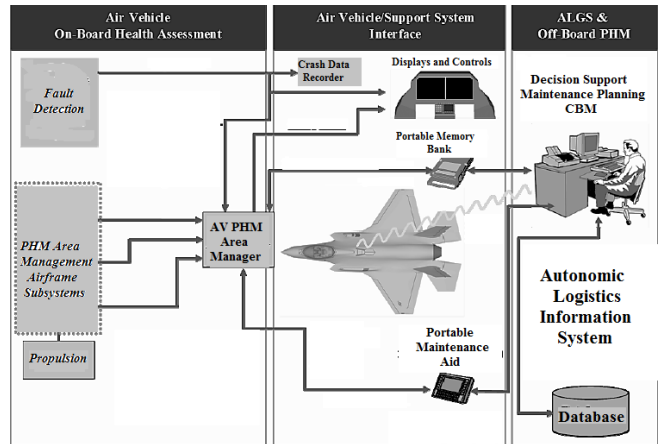 Air Vehicle
On-Board Health Assessment
Air Vehicle/Support System
Interface
ALGS &
Off-Board PHM
Fault
Detection
Crash Data
Recorder
Displays and Controls
Decision Support
Maintenance Planning
CBM
Portable Memory
Bank
PHM Area
Management
Airframe
Subsystems
AV PHM
Area
Manager
Propulsion
Portable
Maintenance
Aid
Autonomic
Logistics
Information
System
Database